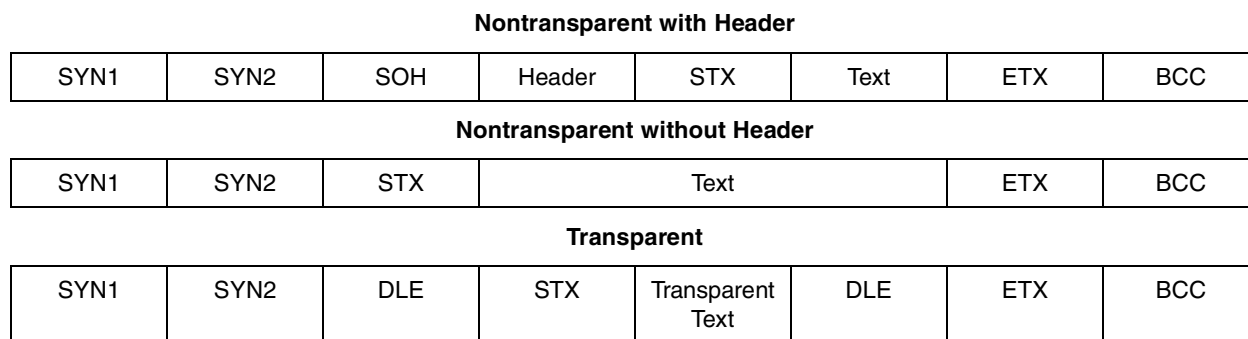 Nontransparent with Header
SYN1 SYN2 SOH Header STX Text ETX BCC
Nontransparent without Header
SYN1 SYN2 STX Text ETX BCC
Transparent
SYN1 SYN2 DLE STX Transparent DLE ETX BCC
Text